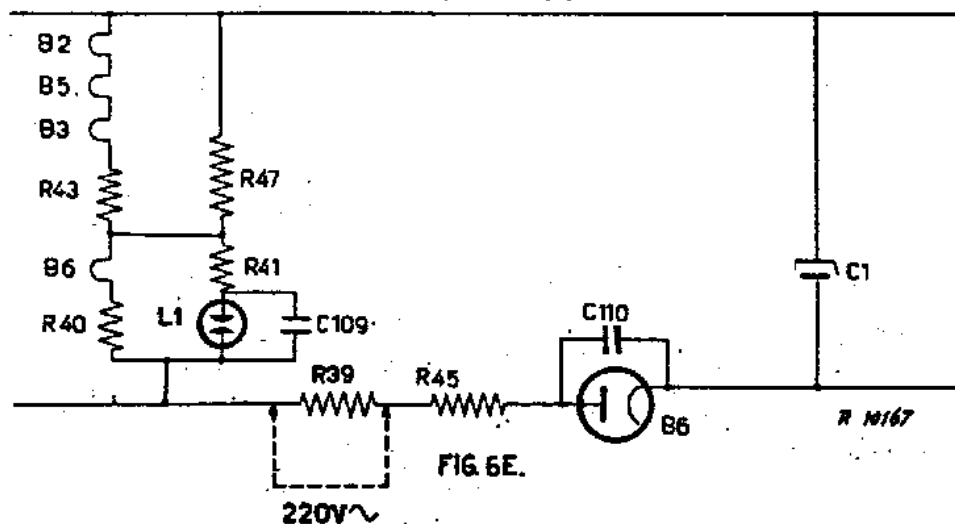 B2
B5
B3
R43
R47
B6
R41
R40
L1
C109
C1
C110
R39
R45
B6
R 10167
FIG. 6E.
220V∿